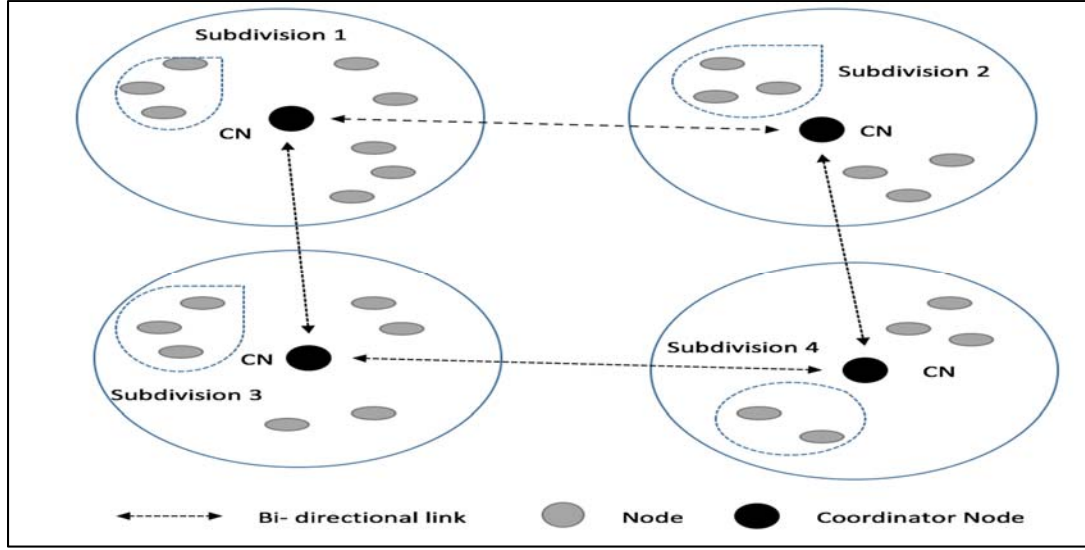 Subdivision 1
CN
Subdivision 2
CN
CN
Subdivision 3
Subdivision 4
CN
Bi- directional link
Node
Coordinator Node